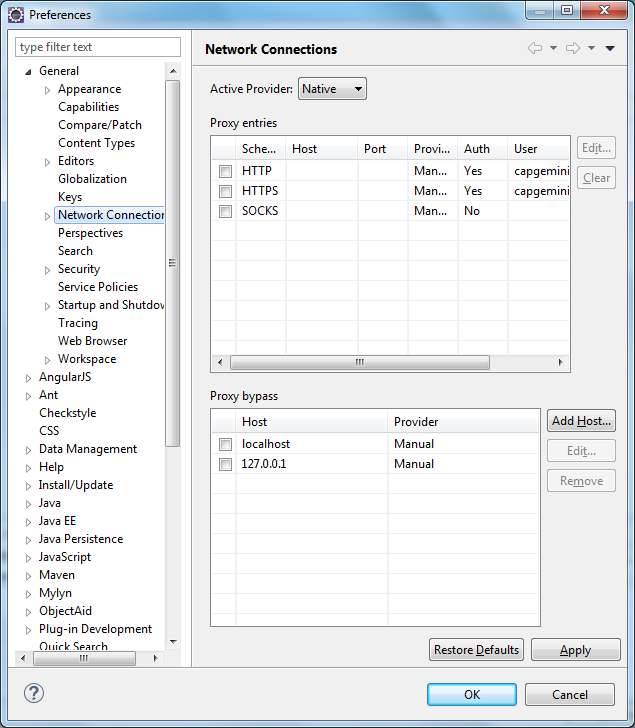 Preferences
type filter text
General
Appearance
Capabilities
Compare/Patch
Content Types
Editors
Globalization
Keys
Network Connection
Perspectives
Search
Security
Service Policies
Startup and Shutdov
Tracing
Web Browser
Workspace
AngularJS
Ant
Checkstyle
CSS
Data Management
Help
Install/Update
Java
Java EE
Java Persistence
JavaScript
Maven
Mylyn
ObjectAid
Plug-in Development
Quick Search
Network Connections
Active Provider: Native
Proxy entries
Sche... Host Port Provi... Auth User
HTTP Man... Yes capgemini
HTTPS Man... Yes capgemini
SOCKS Man... No
Edit...
Clear
Proxy bypass
Host Provider
localhost Manual
127.0.0.1 Manual
Add Host...
Edit...
Remove
Restore Defaults Apply
OK Cancel